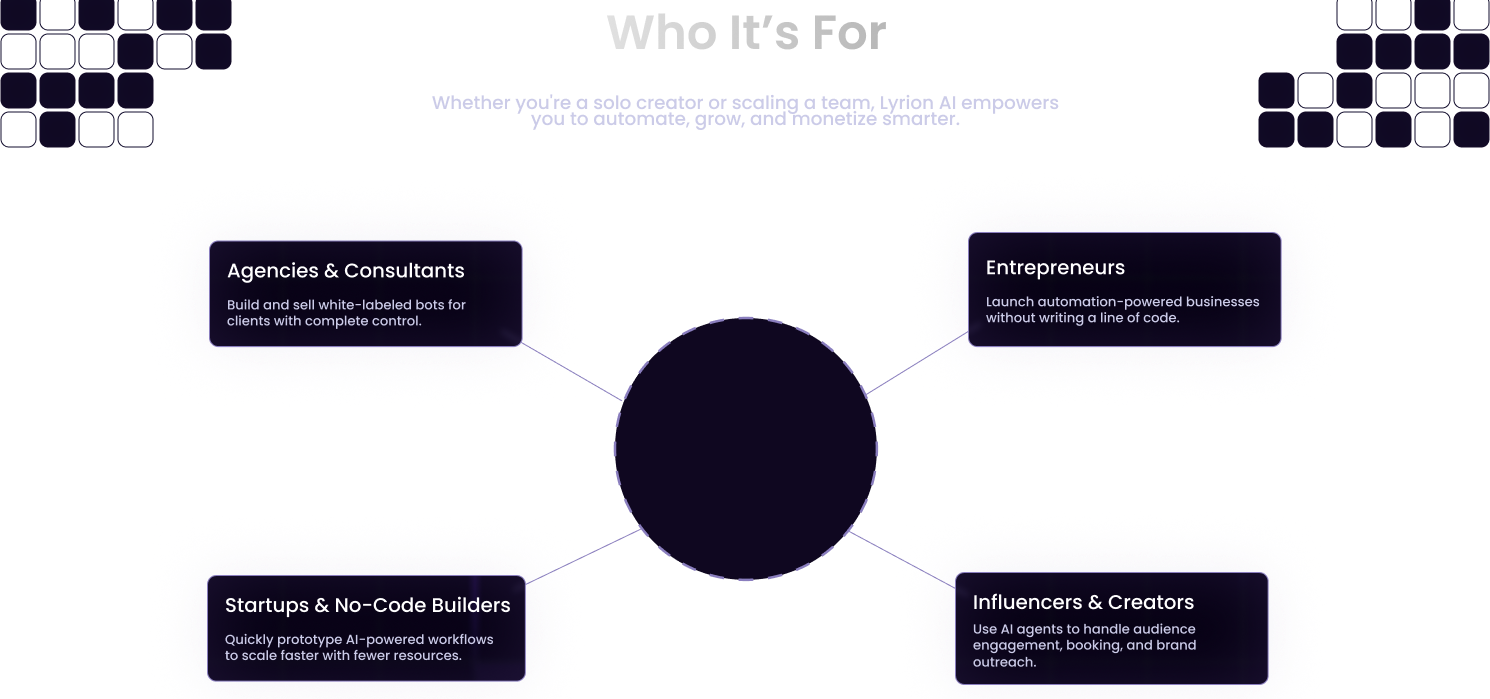 Who It’s For
Whether you're a solo creator or scaling a team, Lyrion AI empowers
you to automate, grow, and monetize smarter.
Agencies & Consultants
Build and sell white-labeled bots for
clients with complete control.
Entrepreneurs
Launch automation-powered businesses
without writing a line of code.
Startups & No-Code Builders
Quickly prototype AI-powered workflows
to scale faster with fewer resources.
Influencers & Creators
Use AI agents to handle audience
engagement, booking, and brand
outreach.